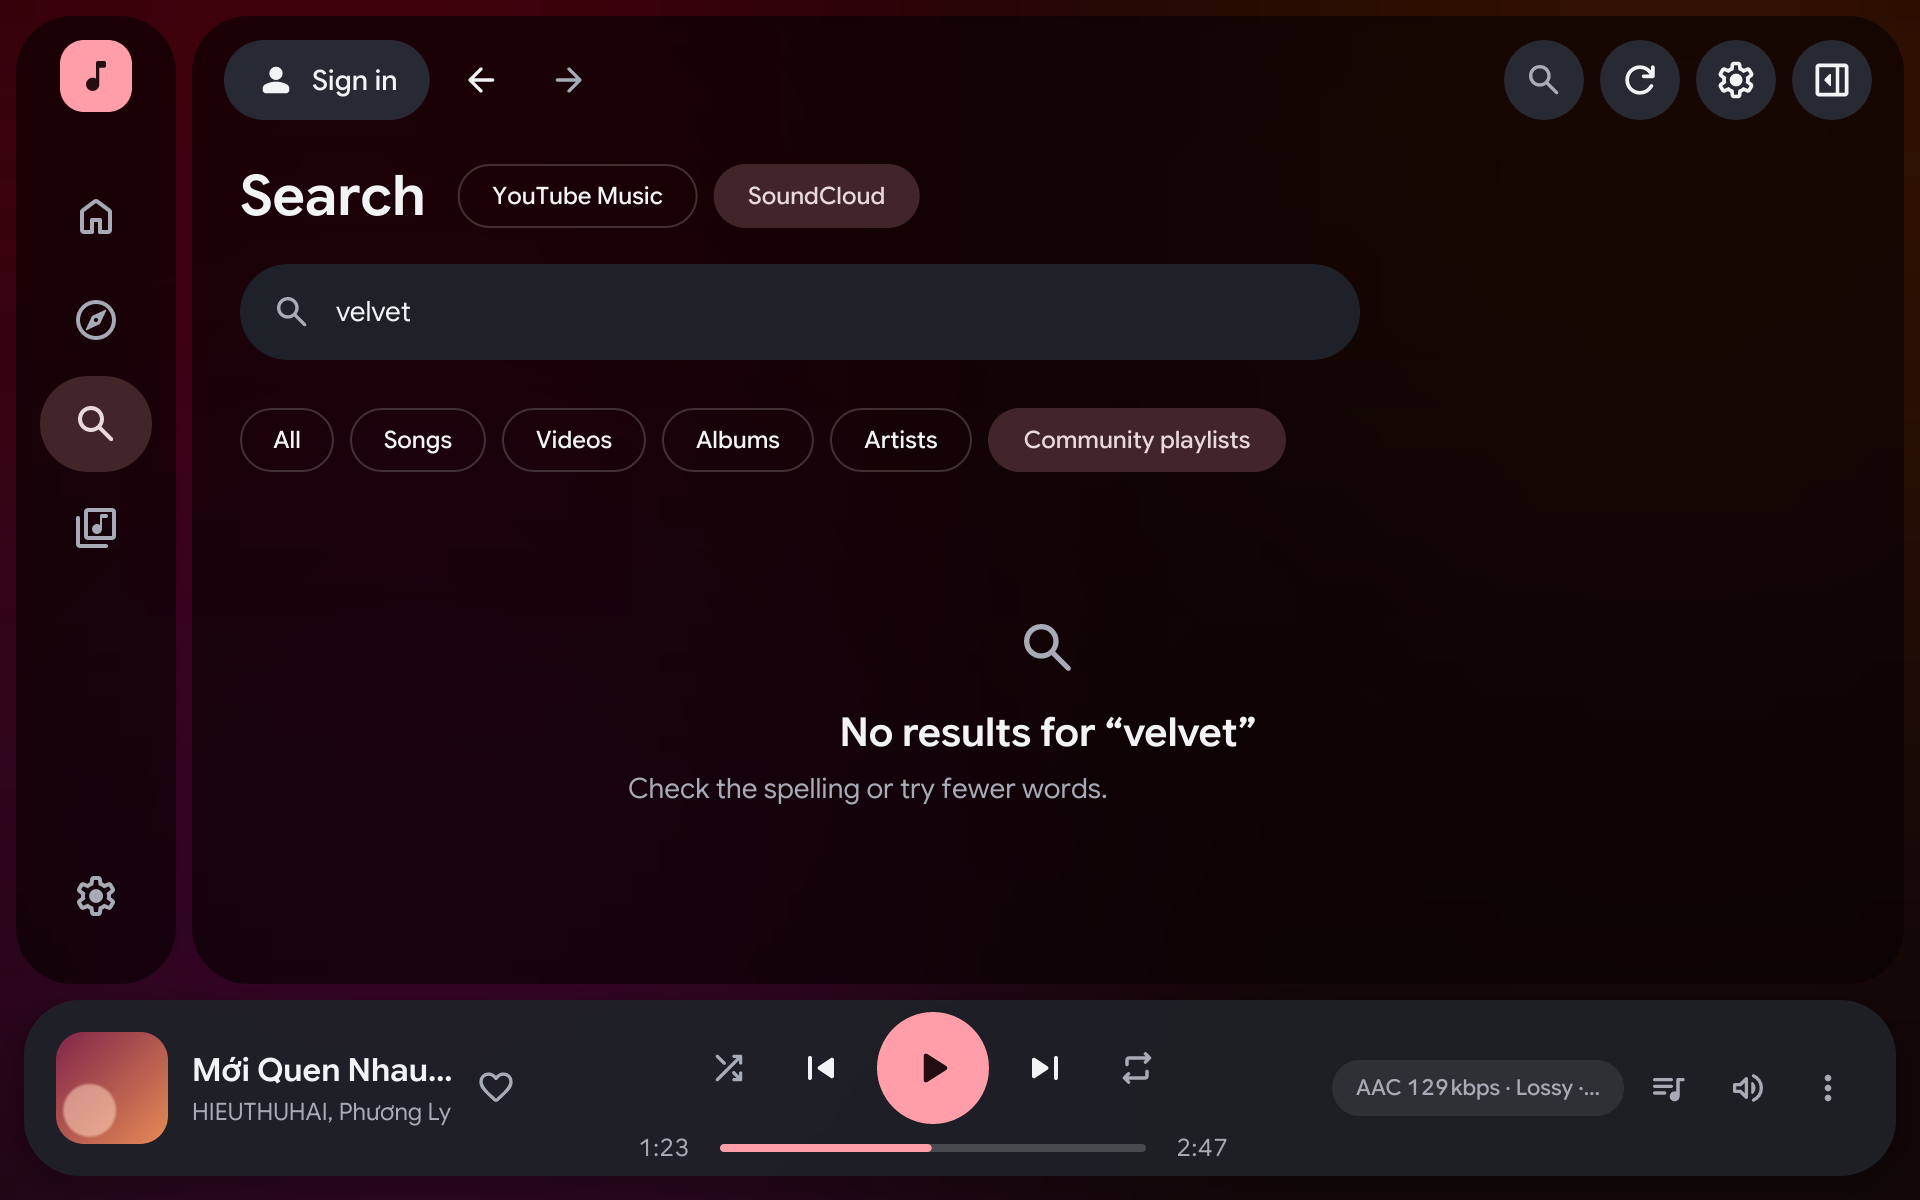 Sign in
Search
YouTube Music
SoundCloud
velvet
All
Songs
Videos
Albums
Artists
Community playlists
No results for “velvet”
Check the spelling or try fewer words.
Mới Quen Nhau...
HIEUTHUHAI, Phương Ly
1:23
2:47
AAC 129kbps · Lossy ·...